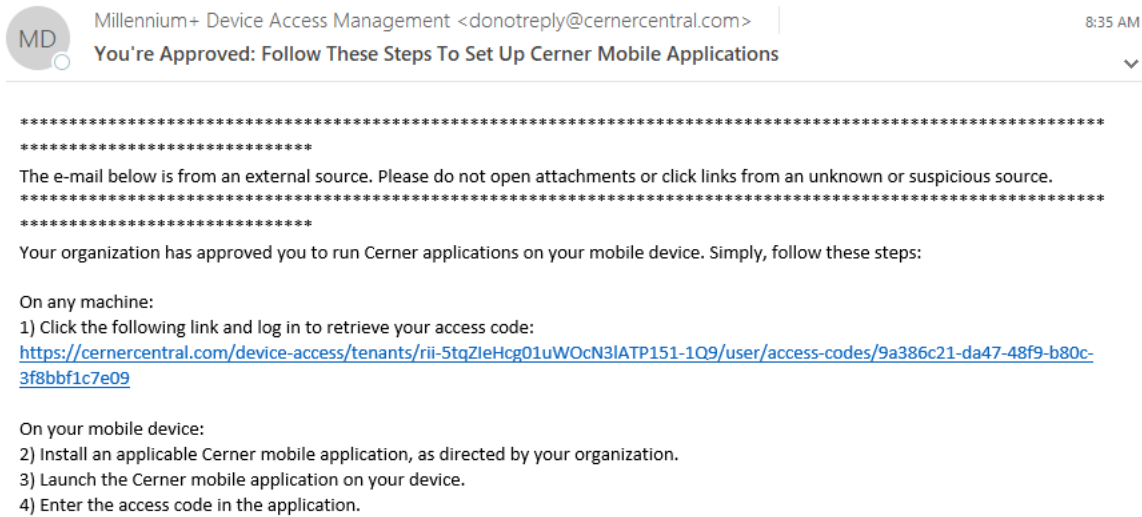 MD
Millennium+ Device Access Management <donotreply@cernercentral.com>
8:35 AM
You're Approved: Follow These Steps To Set Up Cerner Mobile Applications
**************************************************************************************************************
******************************
The e-mail below is from an external source. Please do not open attachments or click links from an unknown or suspicious source.
**************************************************************************************************************
******************************
Your organization has approved you to run Cerner applications on your mobile device. Simply, follow these steps:
On any machine:
1) Click the following link and log in to retrieve your access code:
https://cernercentral.com/device-access/tenants/rii-5tqZIeHcg01uWOcN3lATP151-1Q9/user/access-codes/9a386c21-da47-48f9-b80c-
3f8bbf1c7e09
On your mobile device:
2) Install an applicable Cerner mobile application, as directed by your organization.
3) Launch the Cerner mobile application on your device.
4) Enter the access code in the application.